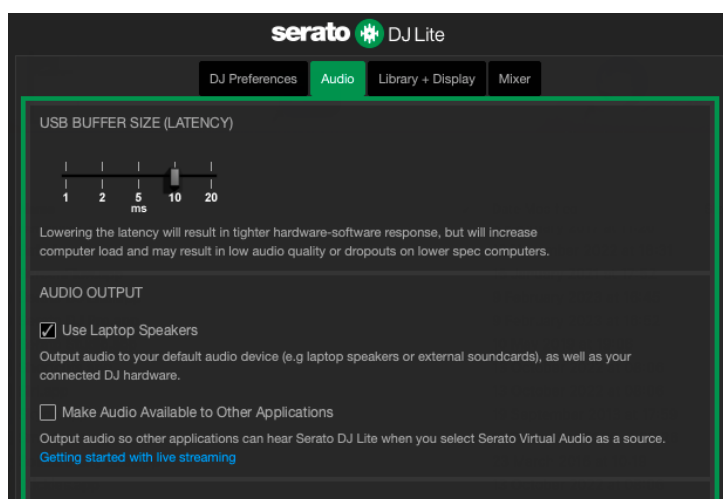 serato DJ Lite
DJ Preferences Audio Library + Display Mixer
USB BUFFER SIZE (LATENCY)
1 2 5 10 20
ms
Lowering the latency will result in tighter hardware-software response, but will increase
computer load and may result in low audio quality or dropouts on lower spec computers.
AUDIO OUTPUT
Use Laptop Speakers
Output audio to your default audio device (e.g laptop speakers or external soundcards), as well as your
connected DJ hardware.
Make Audio Available to Other Applications
Output audio so other applications can hear Serato DJ Lite when you select Serato Virtual Audio as a source.
Getting started with live streaming